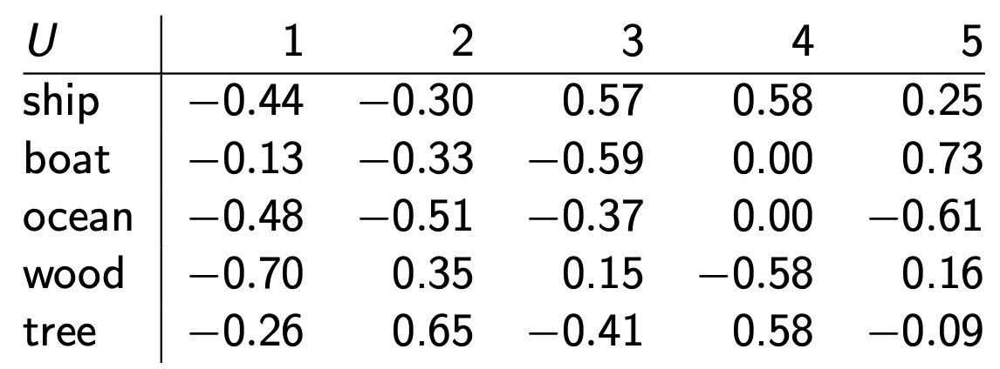 U 1 2 3 4 5
ship −0.44 −0.30 0.57 0.58 0.25
boat −0.13 −0.33 −0.59 0.00 0.73
ocean −0.48 −0.51 −0.37 0.00 −0.61
wood −0.70 0.35 0.15 −0.58 0.16
tree −0.26 0.65 −0.41 0.58 −0.09